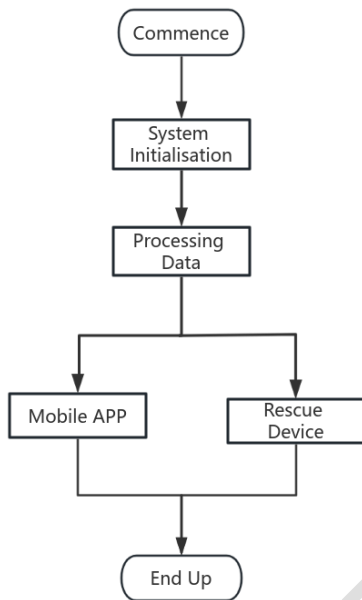 Commence
System
Initialisation
Processing
Data
Mobile APP
Rescue
Device
End Up